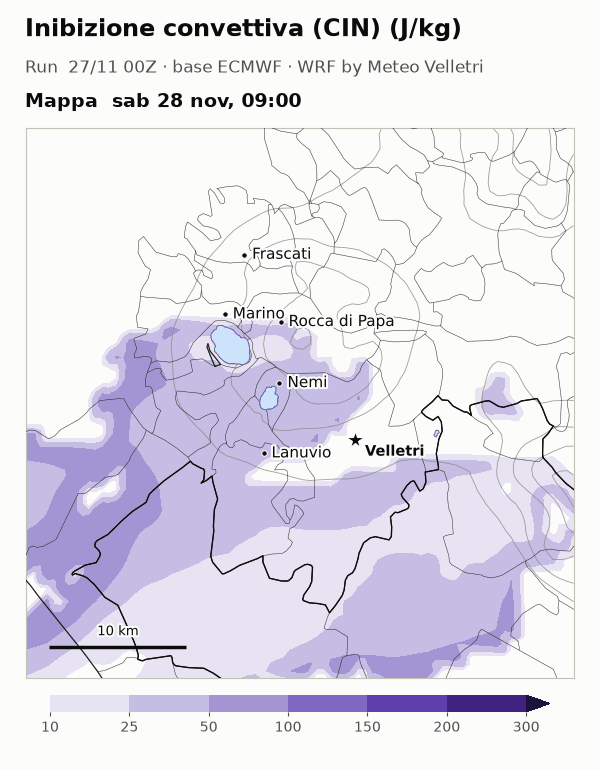 Inibizione convettiva (CIN) (J/kg)
Run  27/11 00Z · base ECMWF · WRF by Meteo Velletri
Mappa  sab 28 nov, 09:00
Frascati
Marino
Rocca di Papa
Nemi
Velletri
Lanuvio
10 km
10 25 50 100 150 200 300